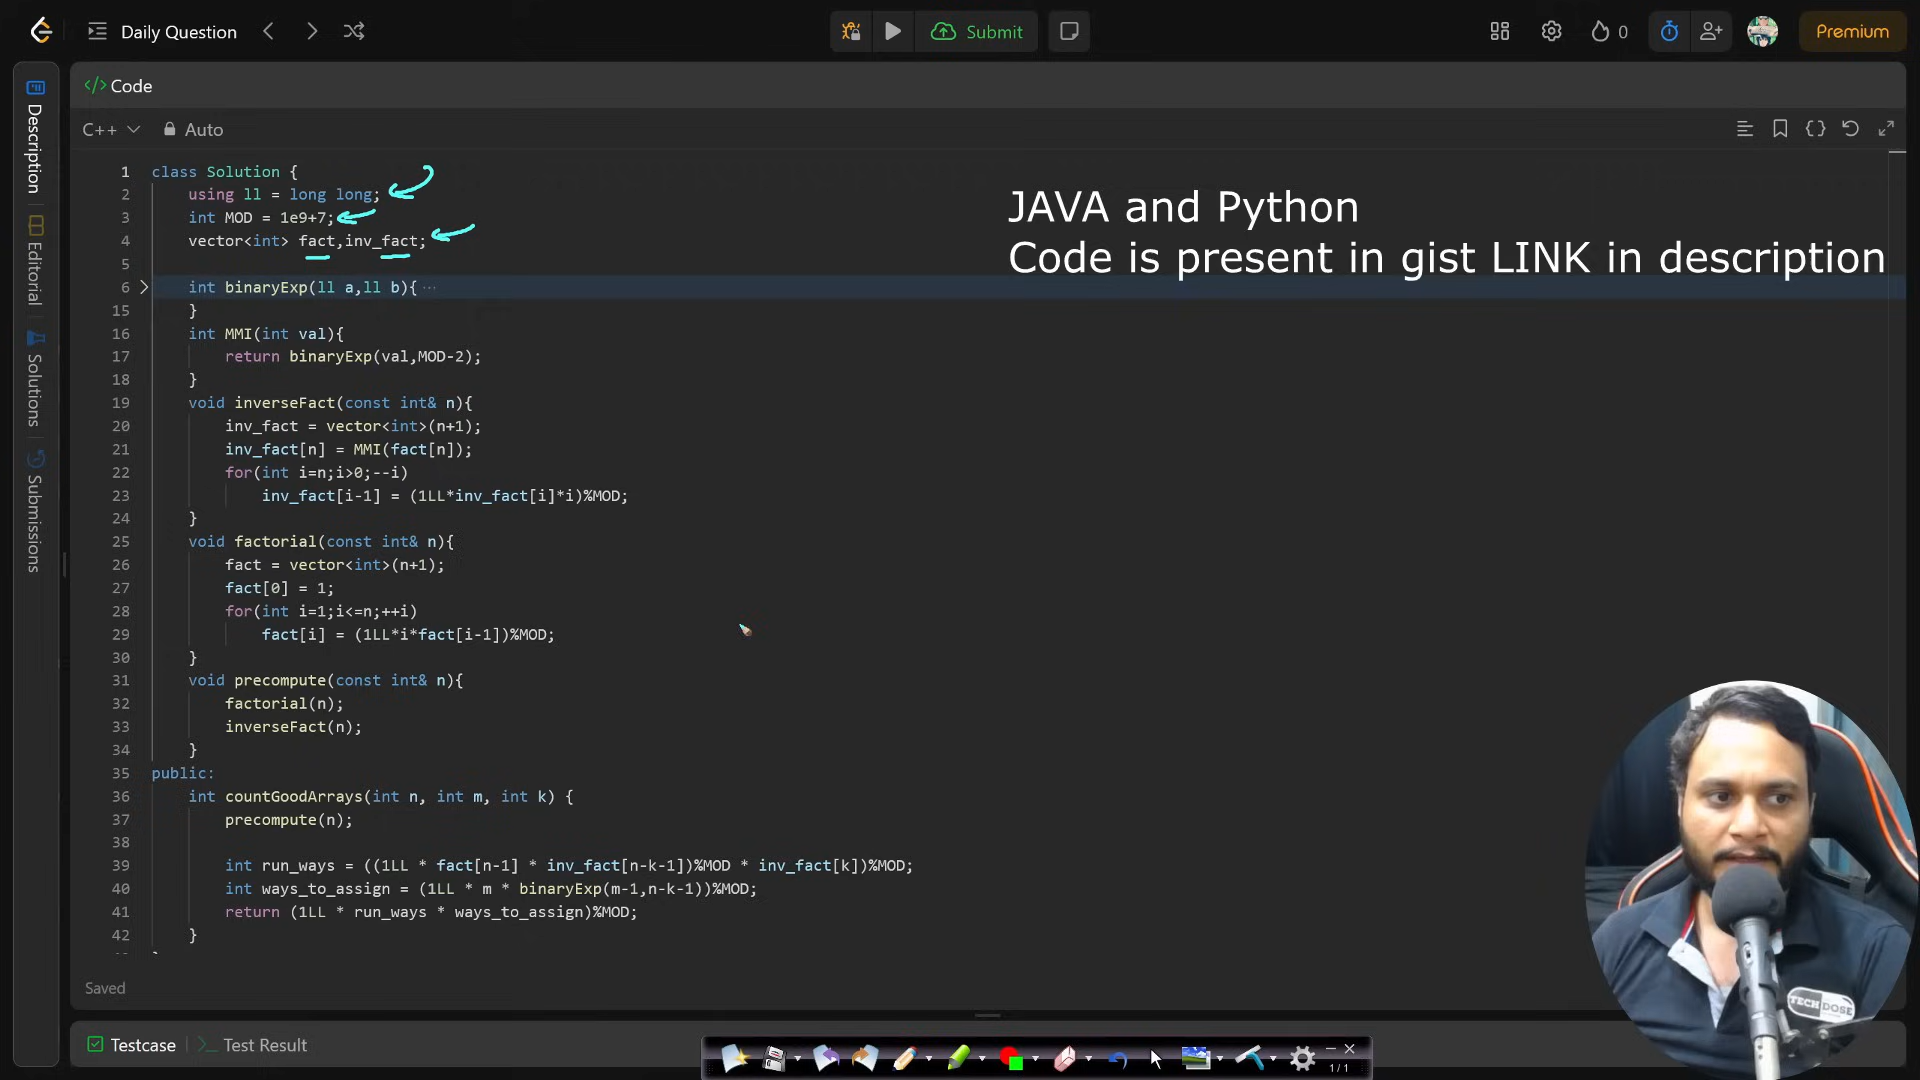 Daily Question
Submit
0
Premium
Description
Editorial
Solutions
Submissions
</> Code
C++
Auto
JAVA and Python
Code is present in gist LINK in description
1 class Solution {
2 using ll = long long;
3 int MOD = 1e9+7;
4 vector<int> fact,inv_fact;
5
6 int binaryExp(ll a,ll b){ ...
15 }
16 int MMI(int val){
17 return binaryExp(val,MOD-2);
18 }
19 void inverseFact(const int& n){
20 inv_fact = vector<int>(n+1);
21 inv_fact[n] = MMI(fact[n]);
22 for(int i=n;i>0;--i)
23 inv_fact[i-1] = (1LL*inv_fact[i]*i)%MOD;
24 }
25 void factorial(const int& n){
26 fact = vector<int>(n+1);
27 fact[0] = 1;
28 for(int i=1;i<=n;++i)
29 fact[i] = (1LL*i*fact[i-1])%MOD;
30 }
31 void precompute(const int& n){
32 factorial(n);
33 inverseFact(n);
34 }
35 public:
36 int countGoodArrays(int n, int m, int k) {
37 precompute(n);
38
39 int run_ways = ((1LL * fact[n-1] * inv_fact[n-k-1])%MOD * inv_fact[k])%MOD;
40 int ways_to_assign = (1LL * m * binaryExp(m-1,n-k-1))%MOD;
41 return (1LL * run_ways * ways_to_assign)%MOD;
42 }
Saved
TECH DOSE
Testcase
>_ Test Result
1/1